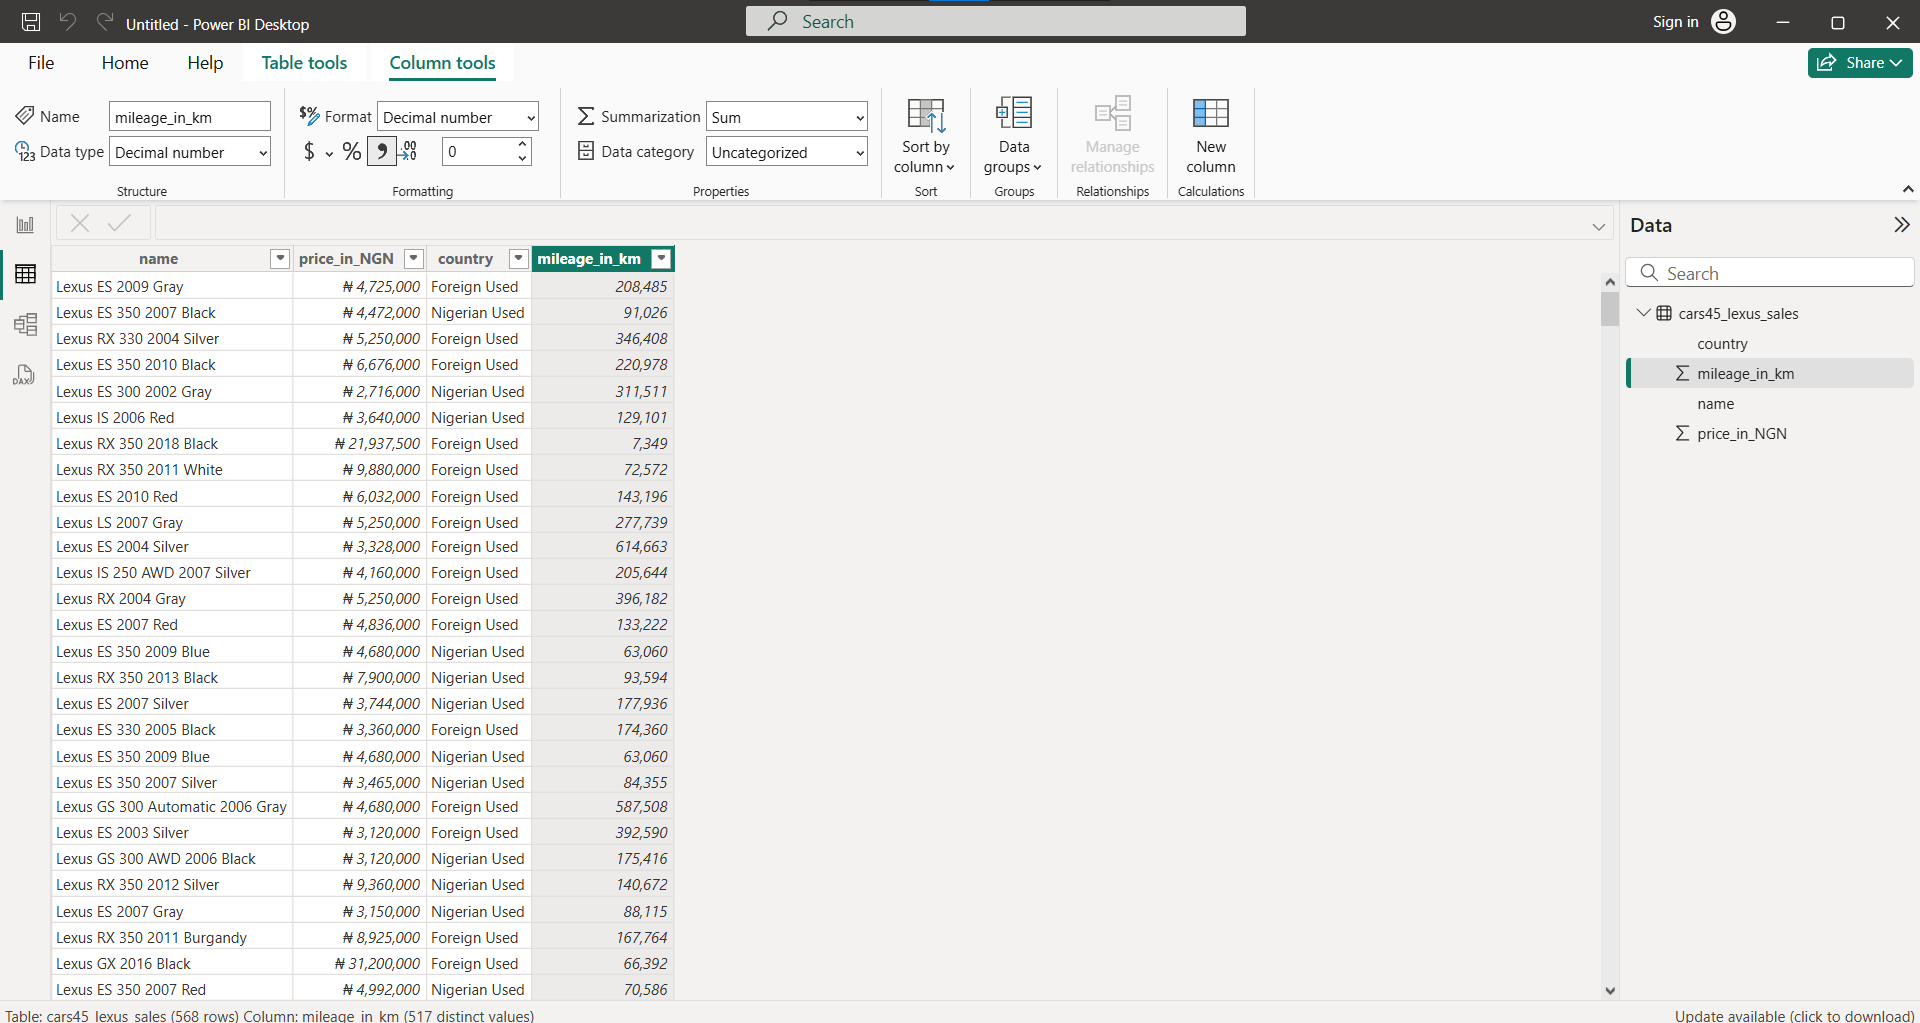 Untitled - Power BI Desktop
Search
Sign in
File Home Help Table tools Column tools
Share
Name mileage_in_km
Data type Decimal number
Structure
$% Format Decimal number
$ % , .00 →.0 0
Formatting
Summarization Sum
Data category Uncategorized
Properties
Sort by
column
Sort
Data
groups
Groups
Manage
relationships
Relationships
New
column
Calculations
name price_in_NGN country mileage_in_km
Lexus ES 2009 Gray ₦ 4,725,000 Foreign Used 208,485
Lexus ES 350 2007 Black ₦ 4,472,000 Nigerian Used 91,026
Lexus RX 330 2004 Silver ₦ 5,250,000 Foreign Used 346,408
Lexus ES 350 2010 Black ₦ 6,676,000 Foreign Used 220,978
Lexus ES 300 2002 Gray ₦ 2,716,000 Nigerian Used 311,511
Lexus IS 2006 Red ₦ 3,640,000 Nigerian Used 129,101
Lexus RX 350 2018 Black ₦ 21,937,500 Foreign Used 7,349
Lexus RX 350 2011 White ₦ 9,880,000 Foreign Used 72,572
Lexus ES 2010 Red ₦ 6,032,000 Foreign Used 143,196
Lexus LS 2007 Gray ₦ 5,250,000 Foreign Used 277,739
Lexus ES 2004 Silver ₦ 3,328,000 Foreign Used 614,663
Lexus IS 250 AWD 2007 Silver ₦ 4,160,000 Foreign Used 205,644
Lexus RX 2004 Gray ₦ 5,250,000 Foreign Used 396,182
Lexus ES 2007 Red ₦ 4,836,000 Foreign Used 133,222
Lexus ES 350 2009 Blue ₦ 4,680,000 Nigerian Used 63,060
Lexus RX 350 2013 Black ₦ 7,900,000 Nigerian Used 93,594
Lexus ES 2007 Silver ₦ 3,744,000 Nigerian Used 177,936
Lexus ES 330 2005 Black ₦ 3,360,000 Foreign Used 174,360
Lexus ES 350 2009 Blue ₦ 4,680,000 Nigerian Used 63,060
Lexus ES 350 2007 Silver ₦ 3,465,000 Nigerian Used 84,355
Lexus GS 300 Automatic 2006 Gray ₦ 4,680,000 Foreign Used 587,508
Lexus ES 2003 Silver ₦ 3,120,000 Foreign Used 392,590
Lexus GS 300 AWD 2006 Black ₦ 3,120,000 Nigerian Used 175,416
Lexus RX 350 2012 Silver ₦ 9,360,000 Nigerian Used 140,672
Lexus ES 2007 Gray ₦ 3,150,000 Nigerian Used 88,115
Lexus RX 350 2011 Burgandy ₦ 8,925,000 Foreign Used 167,764
Lexus GX 2016 Black ₦ 31,200,000 Foreign Used 66,392
Lexus ES 350 2007 Red ₦ 4,992,000 Nigerian Used 70,586
Data
Search
cars45_lexus_sales
country
mileage_in_km
name
price_in_NGN
Table: cars45_lexus_sales (568 rows) Column: mileage_in_km (517 distinct values)
Update available (click to download)